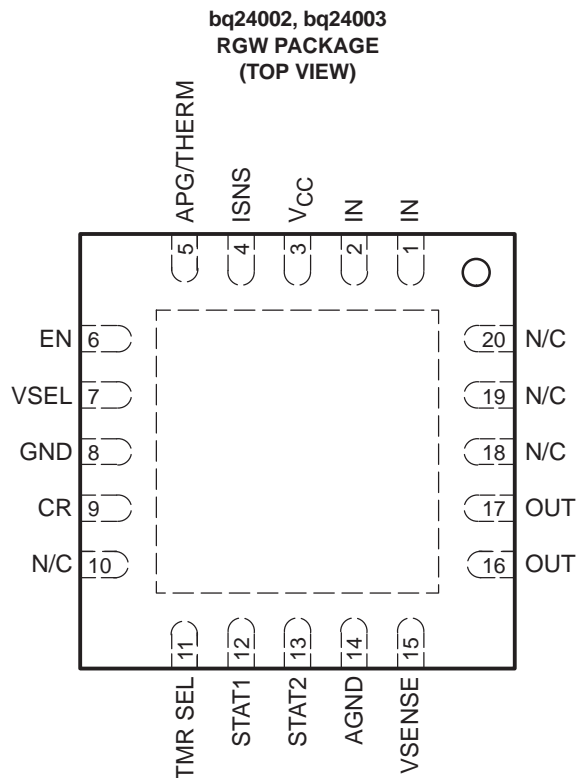 bq24002, bq24003
RGW PACKAGE
(TOP VIEW)
APG/THERM
ISNS
VCC
IN
IN
5
4
3
2
1
EN 6
VSEL 7
GND 8
CR 9
N/C 10
20 N/C
19 N/C
18 N/C
17 OUT
16 OUT
11
12
13
14
15
TMR SEL
STAT1
STAT2
AGND
VSENSE